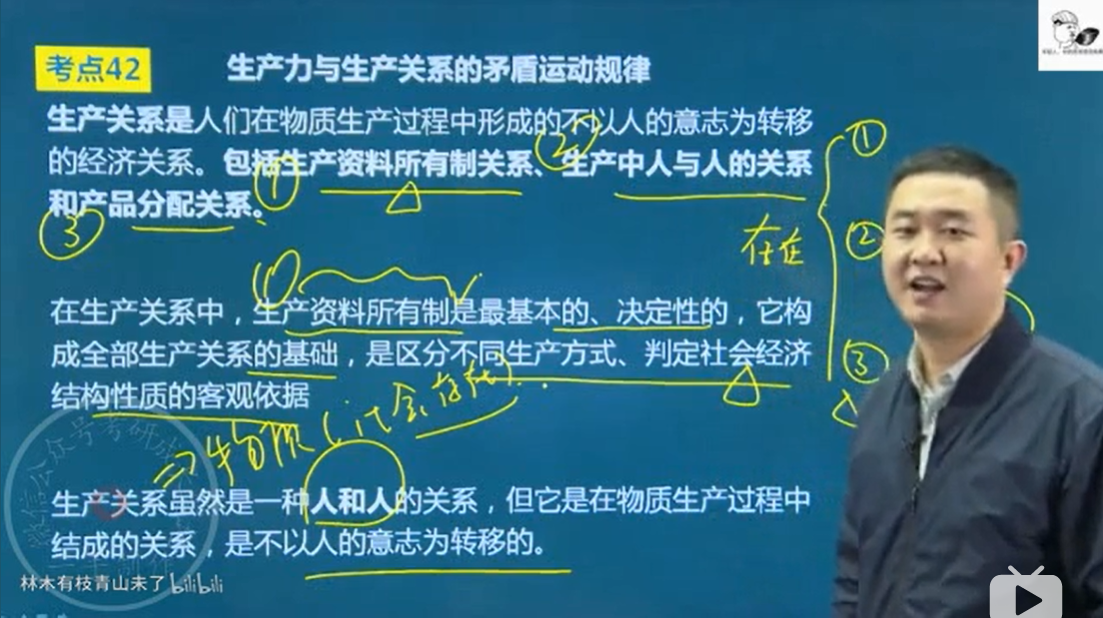 考点42
生产力与生产关系的矛盾运动规律
生产关系是人们在物质生产过程中形成的不以人的意志为转移
的经济关系。包括生产资料所有制关系、生产中人与人的关系
和产品分配关系。
①
②
③
①
②
③
在生产关系中，生产资料所有制是最基本的、决定性的，它构
成全部生产关系的基础，是区分不同生产方式、判定社会经济
结构性质的客观依据
生产关系虽然是一种人和人的关系，但它是在物质生产过程中
结成的关系，是不以人的意志为转移的。
林木有枝青山未了 bilibili